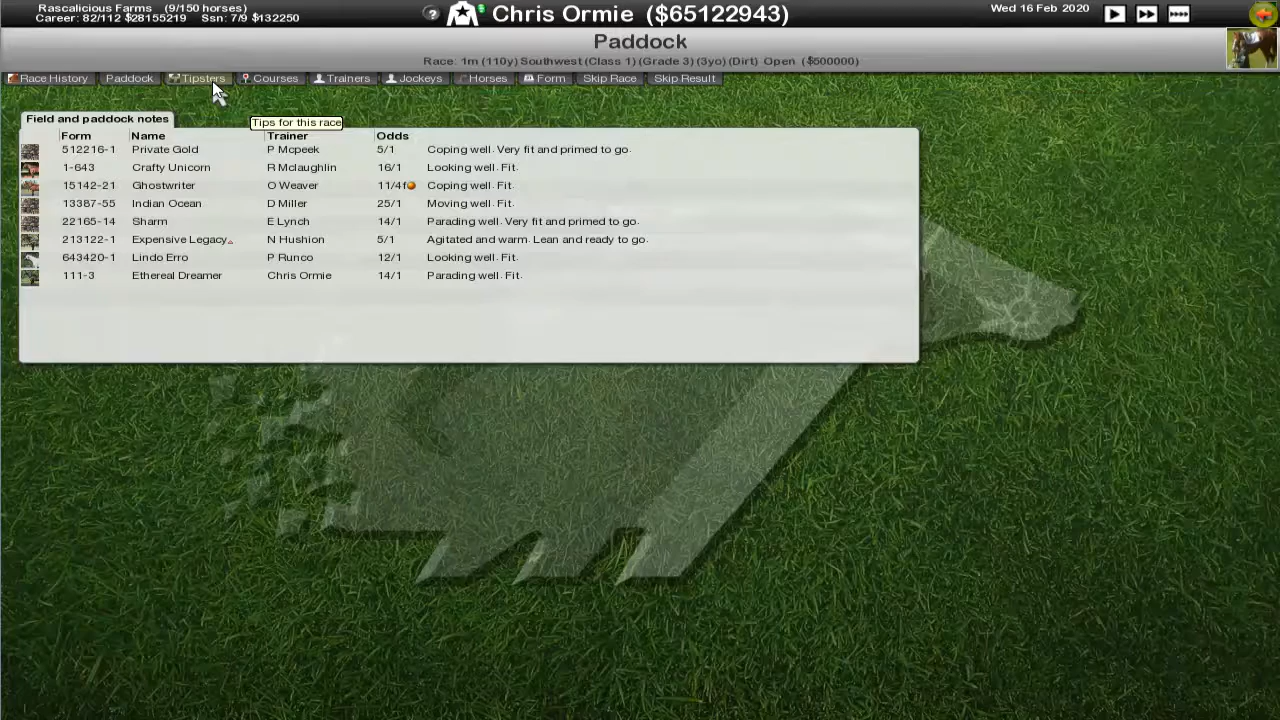 Rascalicious Farms (9/150 horses)
Career: 82/112 $28155219 Ssn: 7/9 $132250
? Chris Ormie ($65122943)
Wed 16 Feb 2020
Paddock
Race: 1m (110y) Southwest (Class 1) (Grade 3) (3yo) (Dirt) Open ($500000)
Race History Paddock Tipsters Courses Trainers Jockeys Horses Form Skip Race Skip Result
Field and paddock notes
Tips for this race
Form Name Trainer Odds
512216-1 Private Gold P Mcpeek 5/1 Coping well. Very fit and primed to go.
1-643 Crafty Unicorn R Mclaughlin 16/1 Looking well. Fit.
15142-21 Ghostwriter O Weaver 11/4f Coping well. Fit.
13387-55 Indian Ocean D Miller 25/1 Moving well. Fit.
22165-14 Sharm E Lynch 14/1 Parading well. Very fit and primed to go.
213122-1 Expensive Legacy N Hushion 5/1 Agitated and warm. Lean and ready to go.
643420-1 Lindo Erro P Runco 12/1 Looking well. Fit.
111-3 Ethereal Dreamer Chris Ormie 14/1 Parading well. Fit.